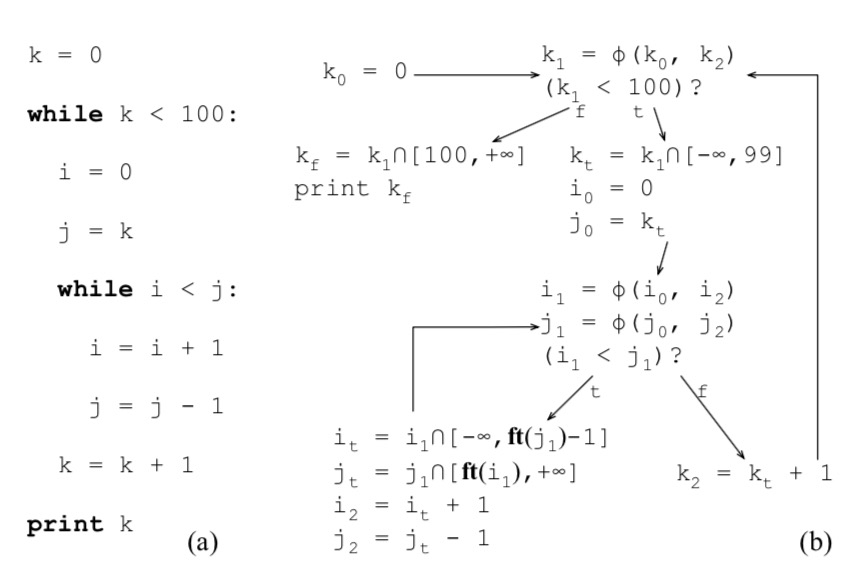 k = 0
while k < 100:
i = 0
j = k
while i < j:
i = i + 1
j = j - 1
k = k + 1
print k
(a)
k₀ = 0
k₁ = ϕ(k₀, k₂)
(k₁ < 100)?
f
t
k_f = k₁∩[100,+∞]
print k_f
k_t = k₁∩[-∞,99]
i₀ = 0
j₀ = k_t
i₁ = ϕ(i₀, i₂)
j₁ = ϕ(j₀, j₂)
(i₁ < j₁)?
t
f
i_t = i₁∩[-∞,ft(j₁)-1]
j_t = j₁∩[ft(i₁),+∞]
i₂ = i_t + 1
j₂ = j_t - 1
k₂ = k_t + 1
(b)